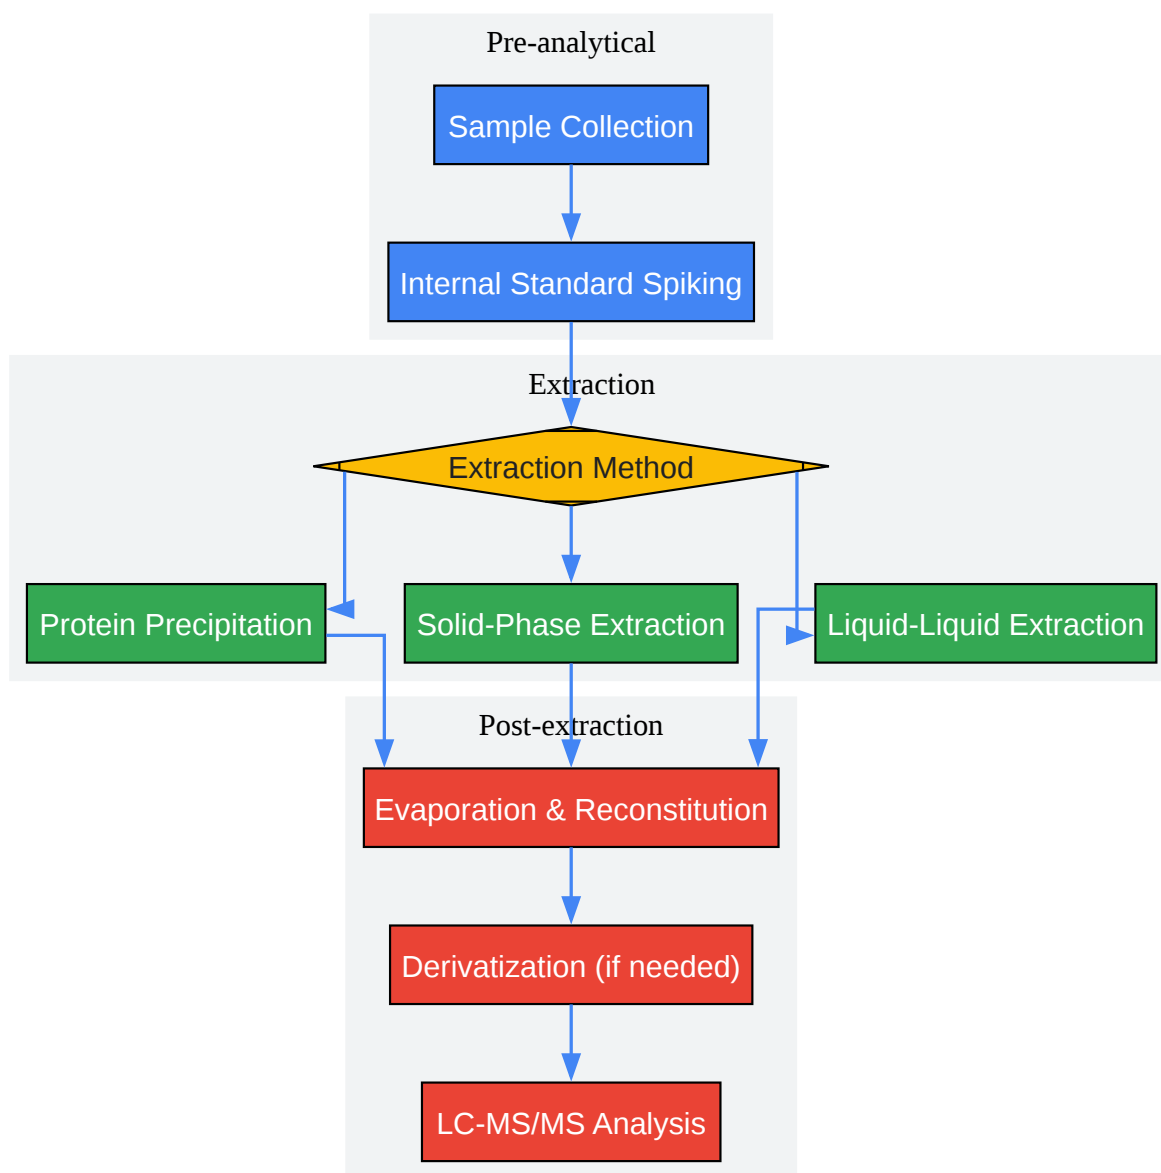 Pre-analytical
Sample Collection
Internal Standard Spiking
Extraction
Extraction Method
Protein Precipitation
Solid-Phase Extraction
Liquid-Liquid Extraction
Post-extraction
Evaporation & Reconstitution
Derivatization (if needed)
LC-MS/MS Analysis